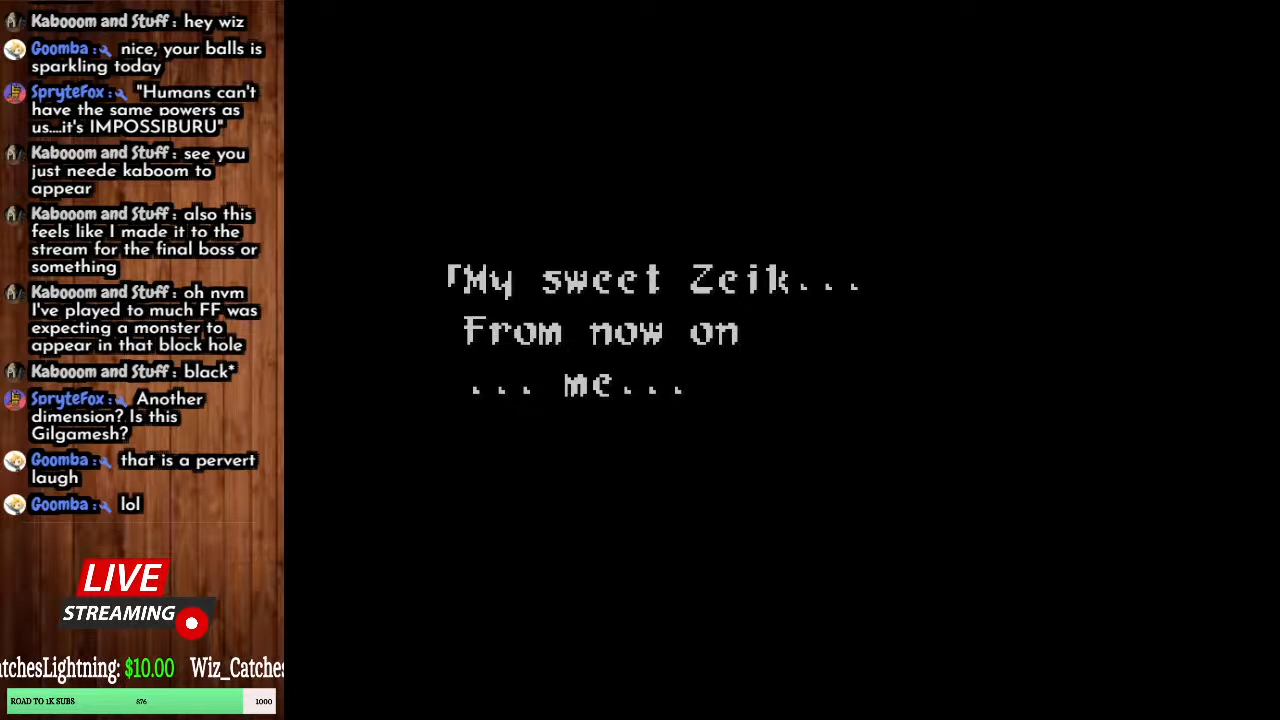 Kabooom and Stuff : hey wiz
Goomba : nice, your balls is
sparkling today
SpryteFox : "Humans can't
have the same powers as
us....it's IMPOSSIBURU"
Kabooom and Stuff : see you
just neede kaboom to
appear
Kabooom and Stuff : also this
feels like I made it to the
stream for the final boss or
something
Kabooom and Stuff : oh nvm
I've played to much FF was
expecting a monster to
appear in that block hole
Kabooom and Stuff : black*
SpryteFox : Another
dimension? Is this
Gilgamesh?
Goomba : that is a pervert
laugh
Goomba : lol
LIVE
STREAMING
atchesLightning: $10.00 Wiz_Catches
ROAD TO 1K SUBS 876 1000
「My sweet Zeik...
From now on
... me...